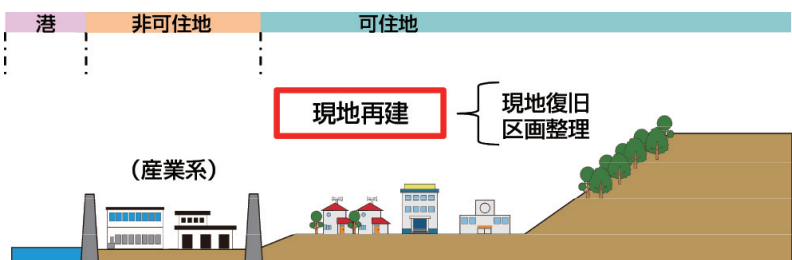 港 非可住地 可住地
現地再建
現地復旧
区画整理
（産業系）